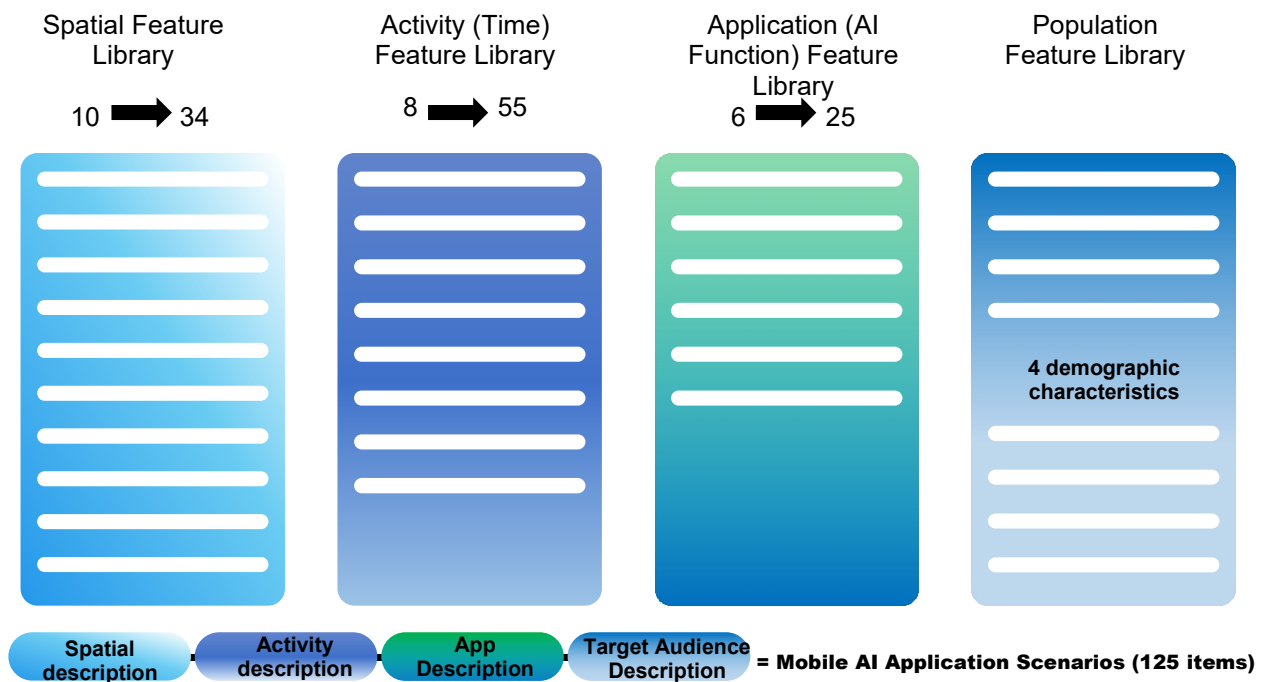 Spatial Feature
Library
Activity (Time)
Feature Library
Application (AI
Function) Feature
Library
Population
Feature Library
10 34
8 55
6 25
4 demographic
characteristics
Spatial
description
Activity
description
App
Description
Target Audience
Description
= Mobile AI Application Scenarios (125 items)